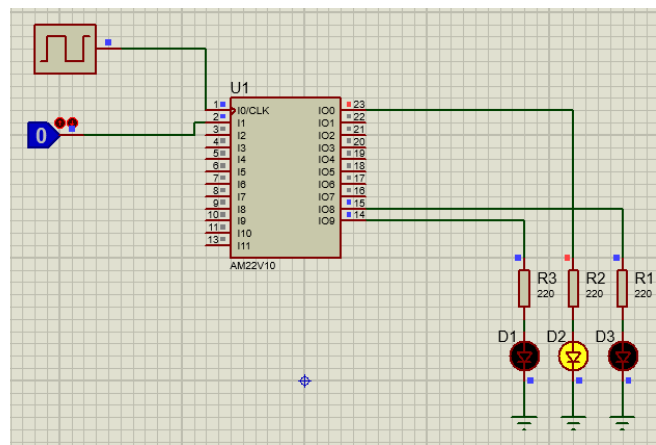 U1
1 I0/CLK IO0 23
2 I1 IO1 22
3 I2 IO2 21
4 I3 IO3 20
5 I4 IO4 19
6 I5 IO5 18
7 I6 IO6 17
8 I7 IO7 16
9 I8 IO8 15
10 I9 IO9 14
11 I10
13 I11
AM22V10
0
R3 R2 R1
220 220 220
D1 D2 D3